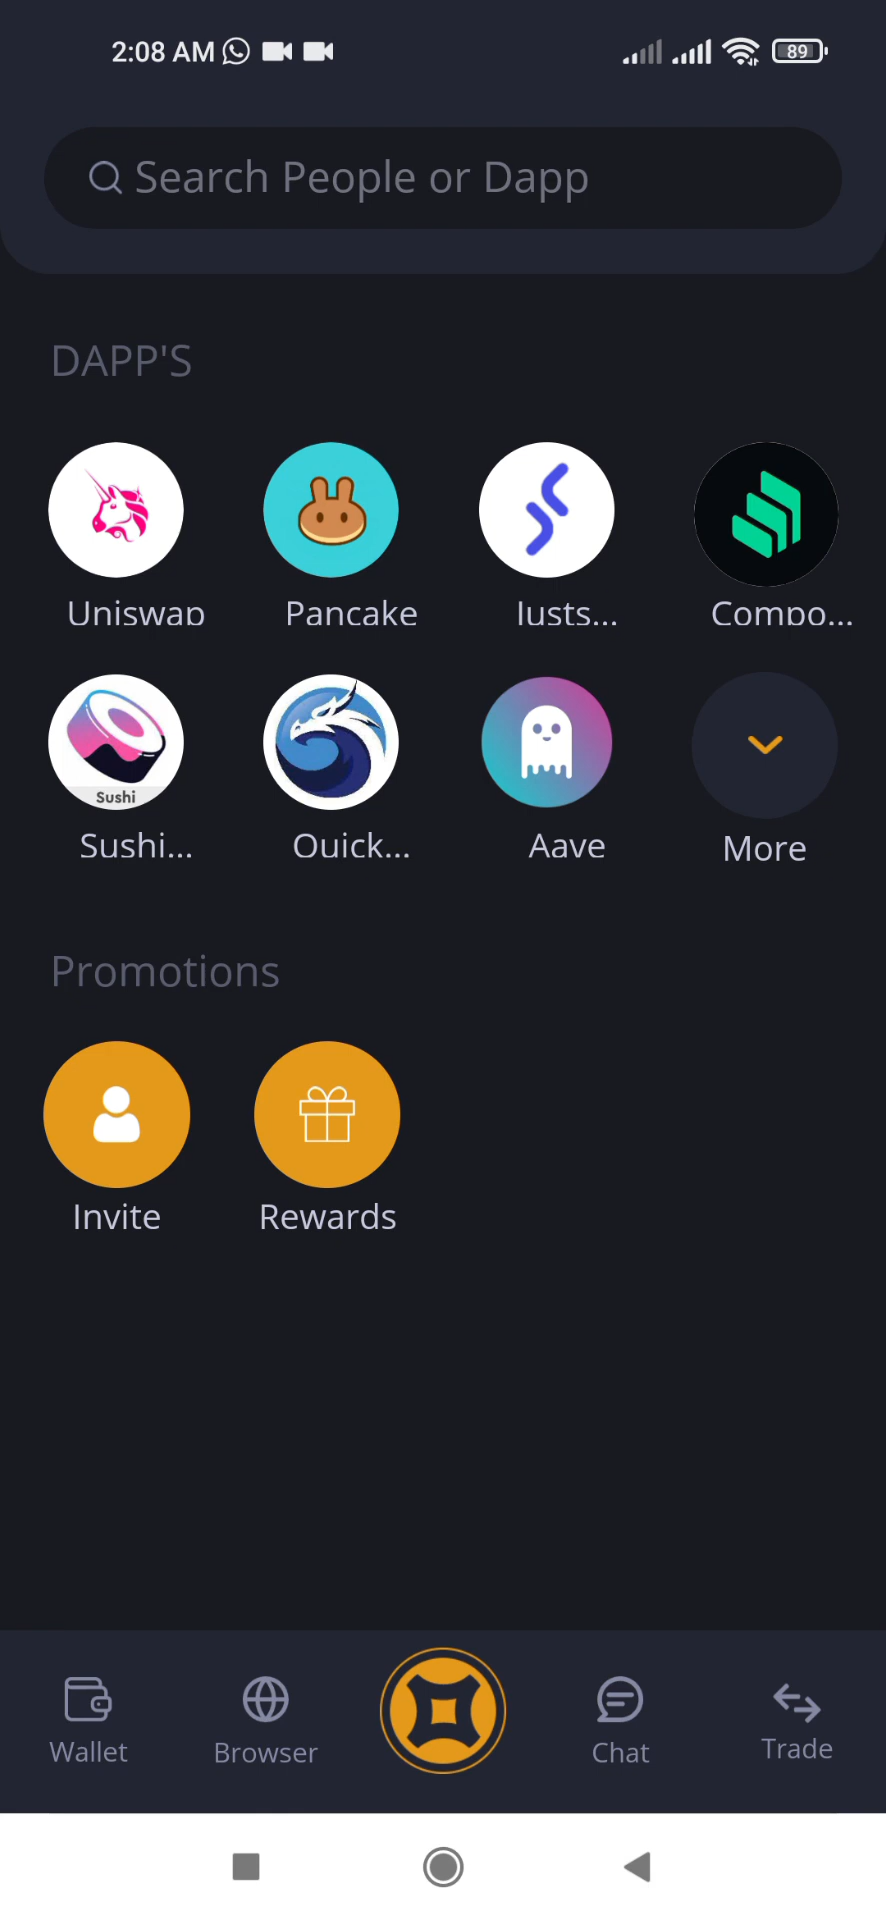 2:08 AM
89
Search People or Dapp
DAPP'S
Uniswap Pancake Justs... Compo...
Sushi
Sushi... Quick... Aave More
Promotions
Invite Rewards
Wallet Browser Chat Trade